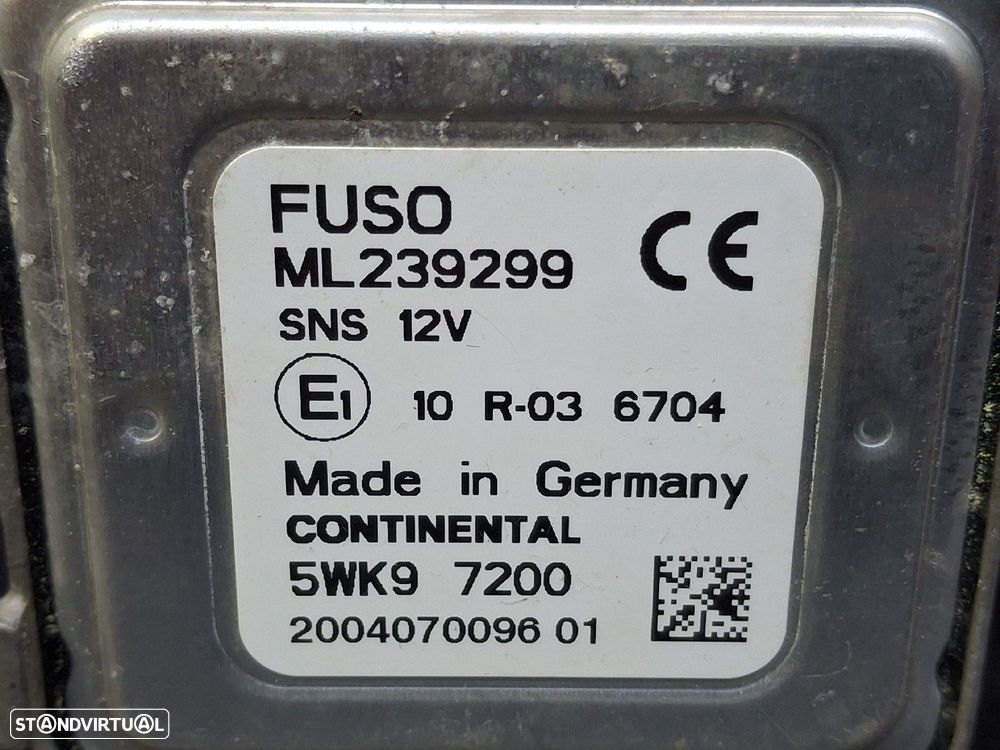 FUSO
CE
ML239299
SNS 12V
E1 10 R-03 6704
Made in Germany
CONTINENTAL
5WK9 7200
2004070096 01
STANDVIRTUAL